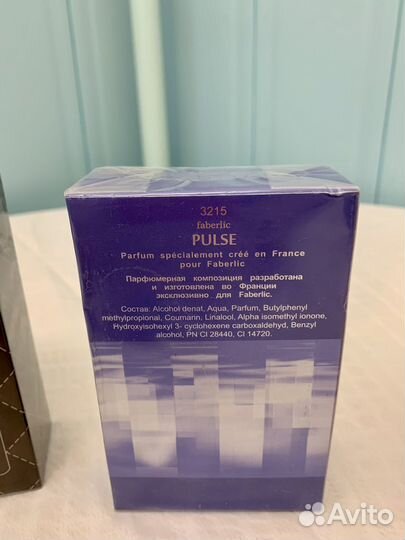 3215
faberlic
PULSE
Parfum spécialement créé en France
pour Faberlic
Парфюмерная композиция разработана
и изготовлена во Франции
эксклюзивно для Faberlic.
Состав: Alcohol denat, Aqua, Parfum, Butylphenyl
methylpropional, Coumarin, Linalool, Alpha isomethyl ionone,
Hydroxyisohexyl 3- cyclohexene carboxaldehyd, Benzyl
alcohol, PN CI 28440, CI 14720.
Avito